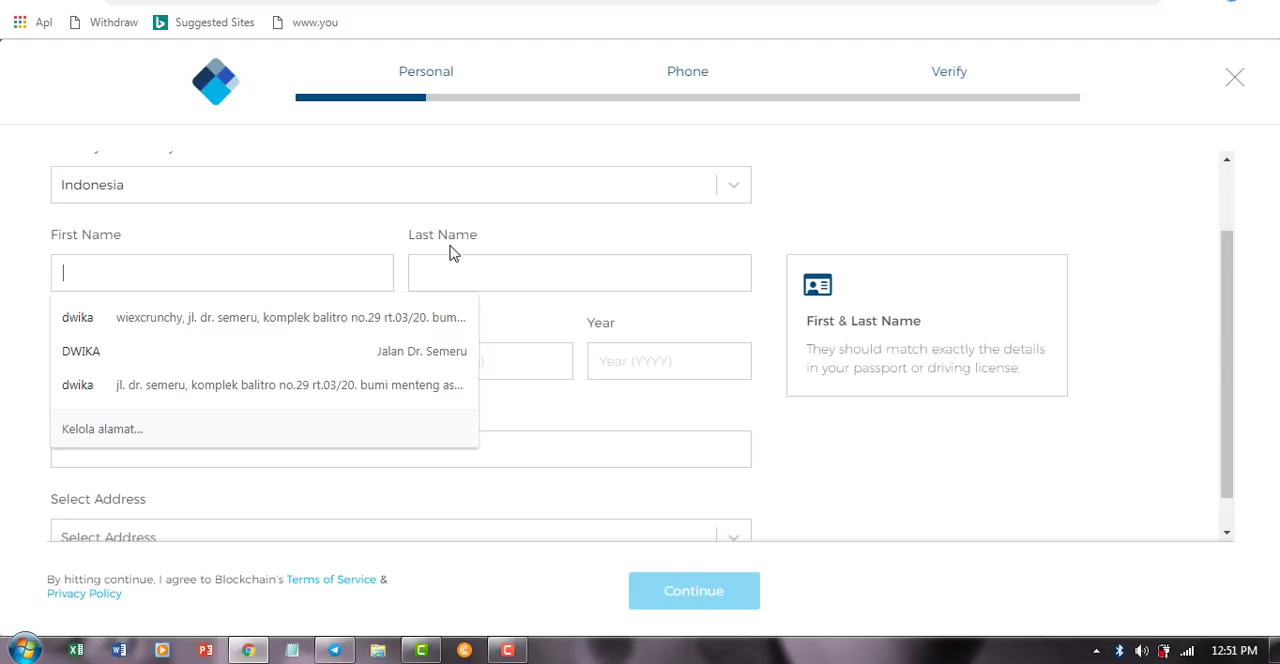 Apl Withdraw Suggested Sites www.you
Personal Phone Verify
Indonesia
First Name Last Name
dwika wiexcrunchy, jl. dr. semeru, komplek balitro no.29 rt.03/20. bum...
DWIKA Jalan Dr. Semeru
dwika jl. dr. semeru, komplek balitro no.29 rt.03/20. bumi menteng as...
Kelola alamat...
Year
Year (YYYY)
First & Last Name
They should match exactly the details
in your passport or driving license.
Select Address
Select Address
By hitting continue, I agree to Blockchain's Terms of Service &
Privacy Policy
Continue
12:51 PM